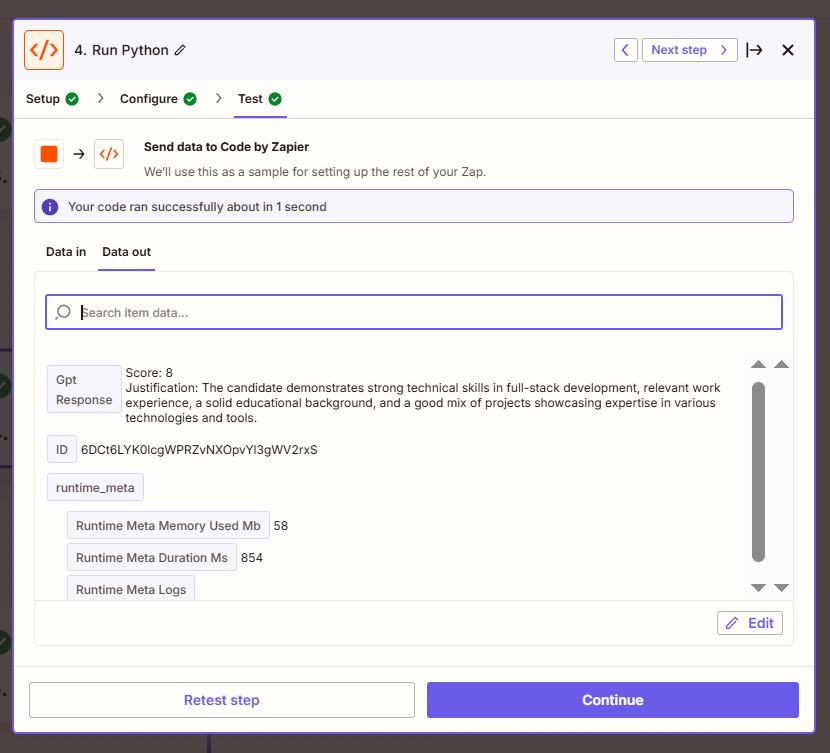 4. Run Python
Next step
Setup
Configure
Test
Send data to Code by Zapier
We'll use this as a sample for setting up the rest of your Zap.
Your code ran successfully about in 1 second
Data in
Data out
Search item data...
Gpt
Response
Score: 8
Justification: The candidate demonstrates strong technical skills in full-stack development, relevant work
experience, a solid educational background, and a good mix of projects showcasing expertise in various
technologies and tools.
ID
6DCt6LYK0lcgWPRZvNXOpvYl3gWV2rxS
runtime_meta
Runtime Meta Memory Used Mb 58
Runtime Meta Duration Ms 854
Runtime Meta Logs
Edit
Retest step
Continue